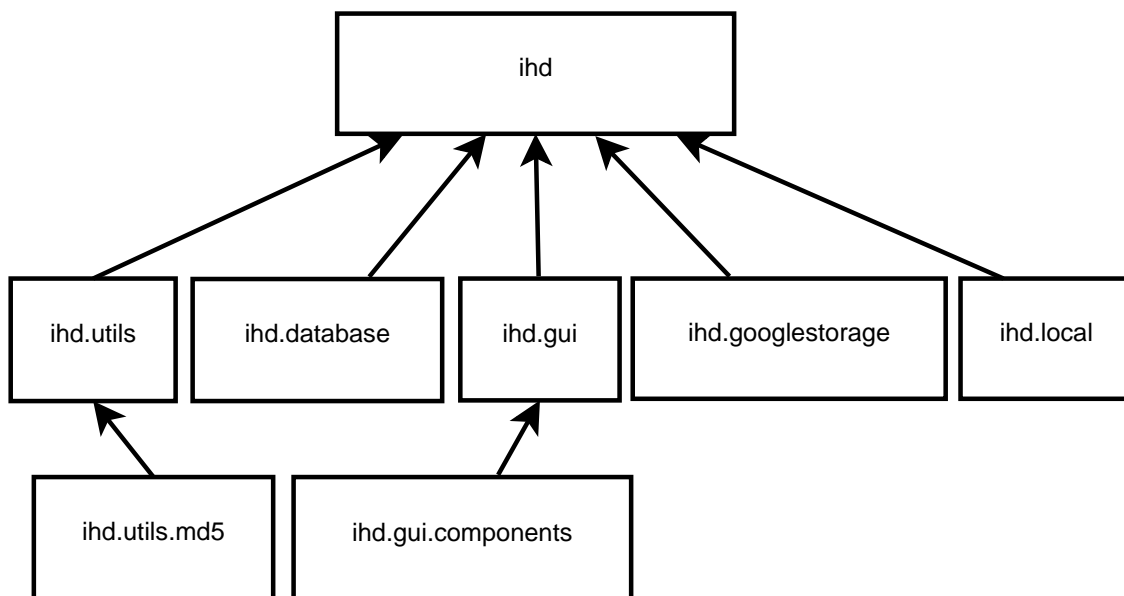 ihd
ihd.utils
ihd.database
ihd.gui
ihd.googlestorage
ihd.local
ihd.utils.md5
ihd.gui.components